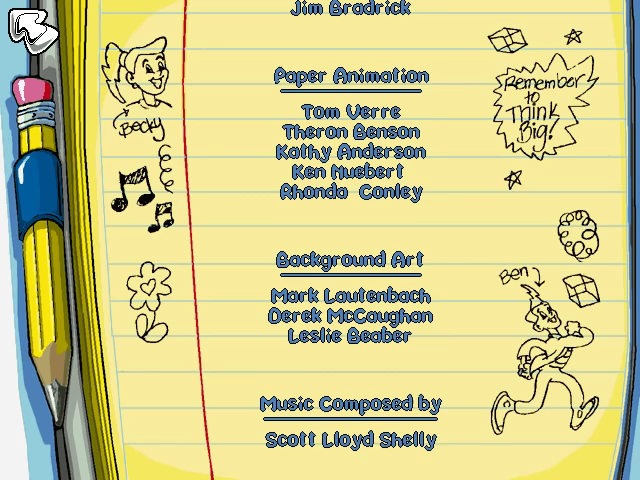 Jim Bradrick
Paper Animation
Tom Verre
Theron Benson
Kathy Anderson
Ken Nuebert
Rhonda Conley
Background Art
Mark Lautenbach
Derek McCaughan
Leslie Beaber
Music Composed by
Scott Lloyd Shelly
Becky
Remember
to
Think
Big!
Ben